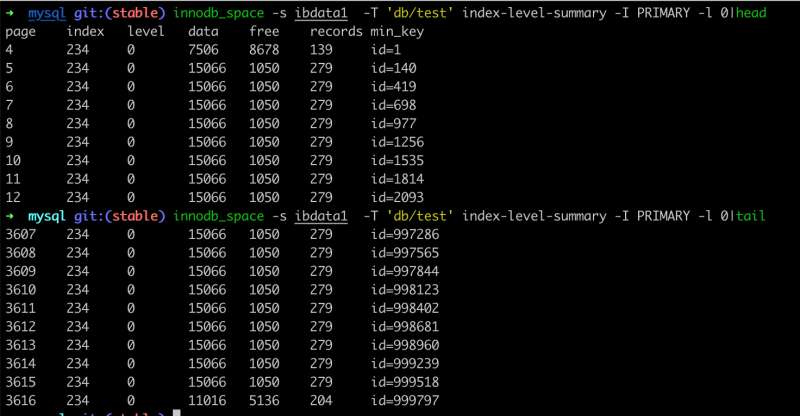 ➜  mysql git:(stable) innodb_space -s ibdata1  -T 'db/test' index-level-summary -I PRIMARY -l 0|head
page    index   level   data    free    records min_key
4       234     0       7506    8678    139     id=1
5       234     0       15066   1050    279     id=140
6       234     0       15066   1050    279     id=419
7       234     0       15066   1050    279     id=698
8       234     0       15066   1050    279     id=977
9       234     0       15066   1050    279     id=1256
10      234     0       15066   1050    279     id=1535
11      234     0       15066   1050    279     id=1814
12      234     0       15066   1050    279     id=2093
➜  mysql git:(stable) innodb_space -s ibdata1  -T 'db/test' index-level-summary -I PRIMARY -l 0|tail
3607    234     0       15066   1050    279     id=997286
3608    234     0       15066   1050    279     id=997565
3609    234     0       15066   1050    279     id=997844
3610    234     0       15066   1050    279     id=998123
3611    234     0       15066   1050    279     id=998402
3612    234     0       15066   1050    279     id=998681
3613    234     0       15066   1050    279     id=998960
3614    234     0       15066   1050    279     id=999239
3615    234     0       15066   1050    279     id=999518
3616    234     0       11016   5136    204     id=999797